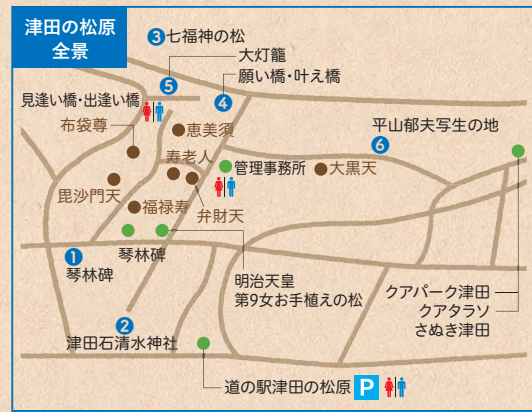 津田の松原
全景
③七福神の松
大灯籠
⑤
願い橋・叶え橋
④
見逢い橋・出逢い橋
布袋尊
恵美須
平山郁夫写生の地
⑥
寿老人
管理事務所
大黒天
毘沙門天
福禄寿
弁財天
①
琴林碑
琴林碑
明治天皇
第9女お手植えの松
クアパーク津田
クアタラソ
さぬき津田
②
津田石清水神社
道の駅津田の松原 P